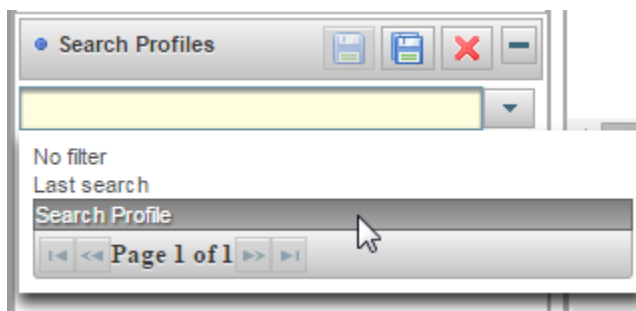 Search Profiles
No filter
Last search
Search Profile
Page 1 of 1